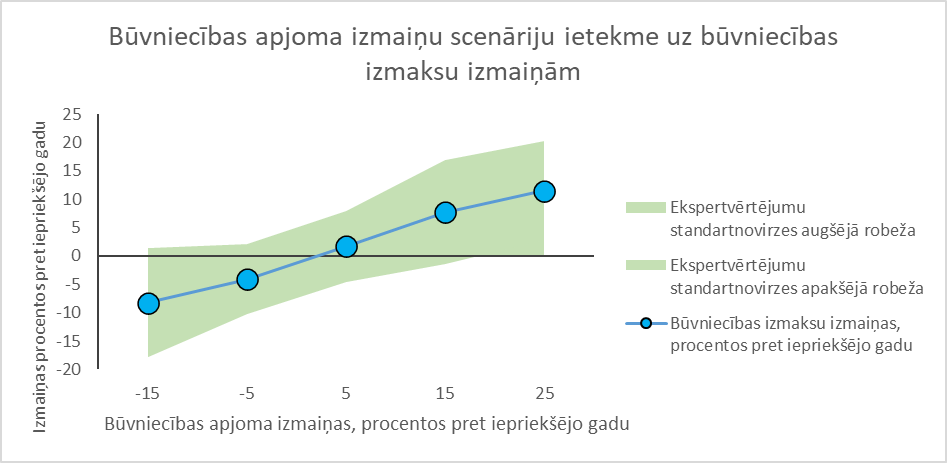 Būvniecības apjoma izmaiņu scenāriju ietekme uz būvniecības
izmaksu izmaiņām
Izmaiņas procentos pret iepriekšējo gadu
25
20
15
10
5
0
-5
-10
-15
-20
-15
-5
5
15
25
Būvniecības apjoma izmaiņas, procentos pret iepriekšējo gadu
Ekspertvērtējumu
standartnovirzes augšējā robeža
Ekspertvērtējumu
standartnovirzes apakšējā robeža
Būvniecības izmaksu izmaiņas,
procentos pret iepriekšējo gadu